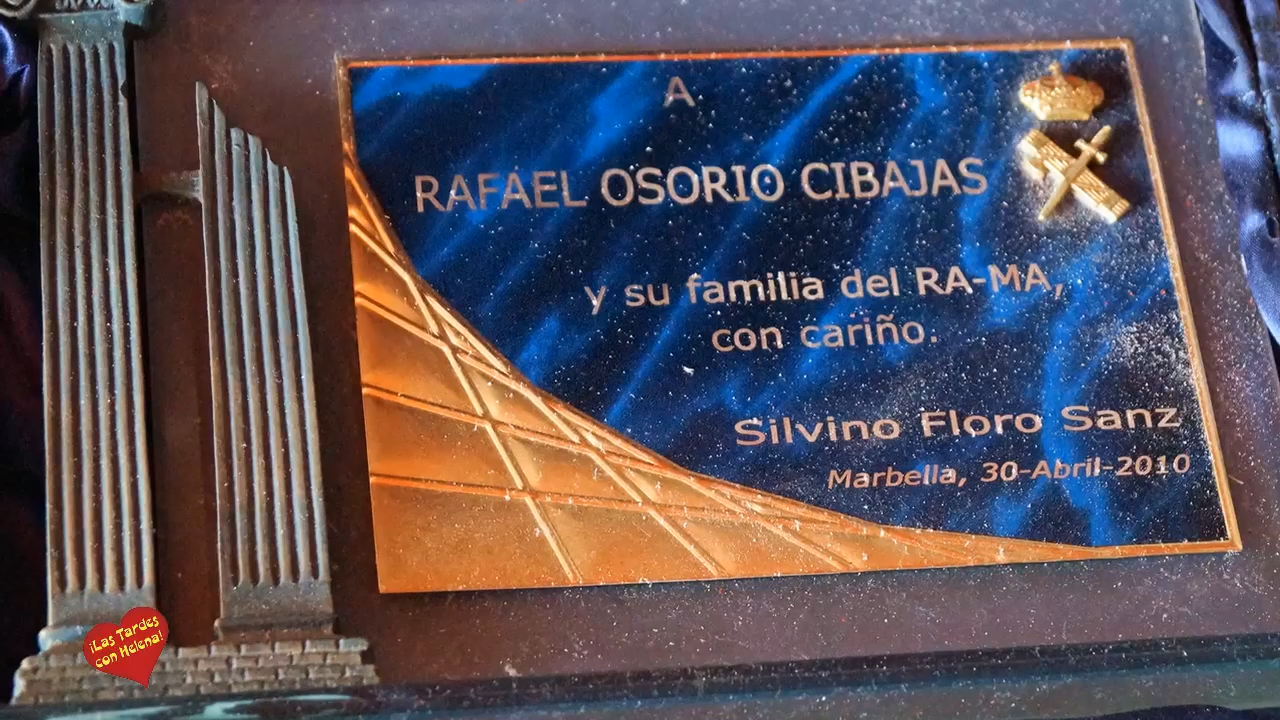 A
RAFAEL OSORIO CIBAJAS
y su familia del RA-MA,
con cariño.
Silvino Floro Sanz
Marbella, 30-Abril-2010
¡Las Tardes
con Helena!